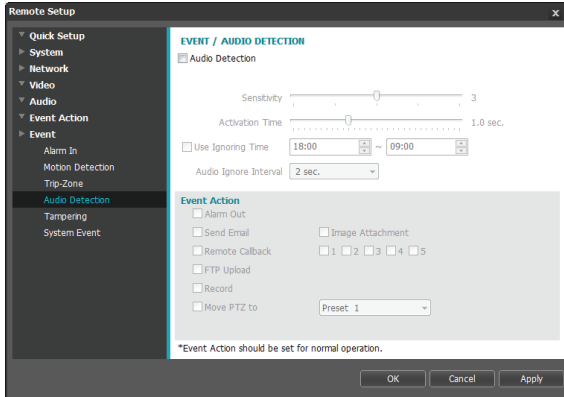 Remote Setup
x
Quick Setup
System
Network
Video
Audio
Event Action
Event
Alarm In
Motion Detection
Trip-Zone
Audio Detection
Tampering
System Event
EVENT / AUDIO DETECTION
Audio Detection
Sensitivity 3
Activation Time 1.0 sec.
Use Ignoring Time 18:00 ~ 09:00
Audio Ignore Interval 2 sec.
Event Action
Alarm Out
Send Email Image Attachment
Remote Callback 1 2 3 4 5
FTP Upload
Record
Move PTZ to Preset 1
*Event Action should be set for normal operation.
OK Cancel Apply